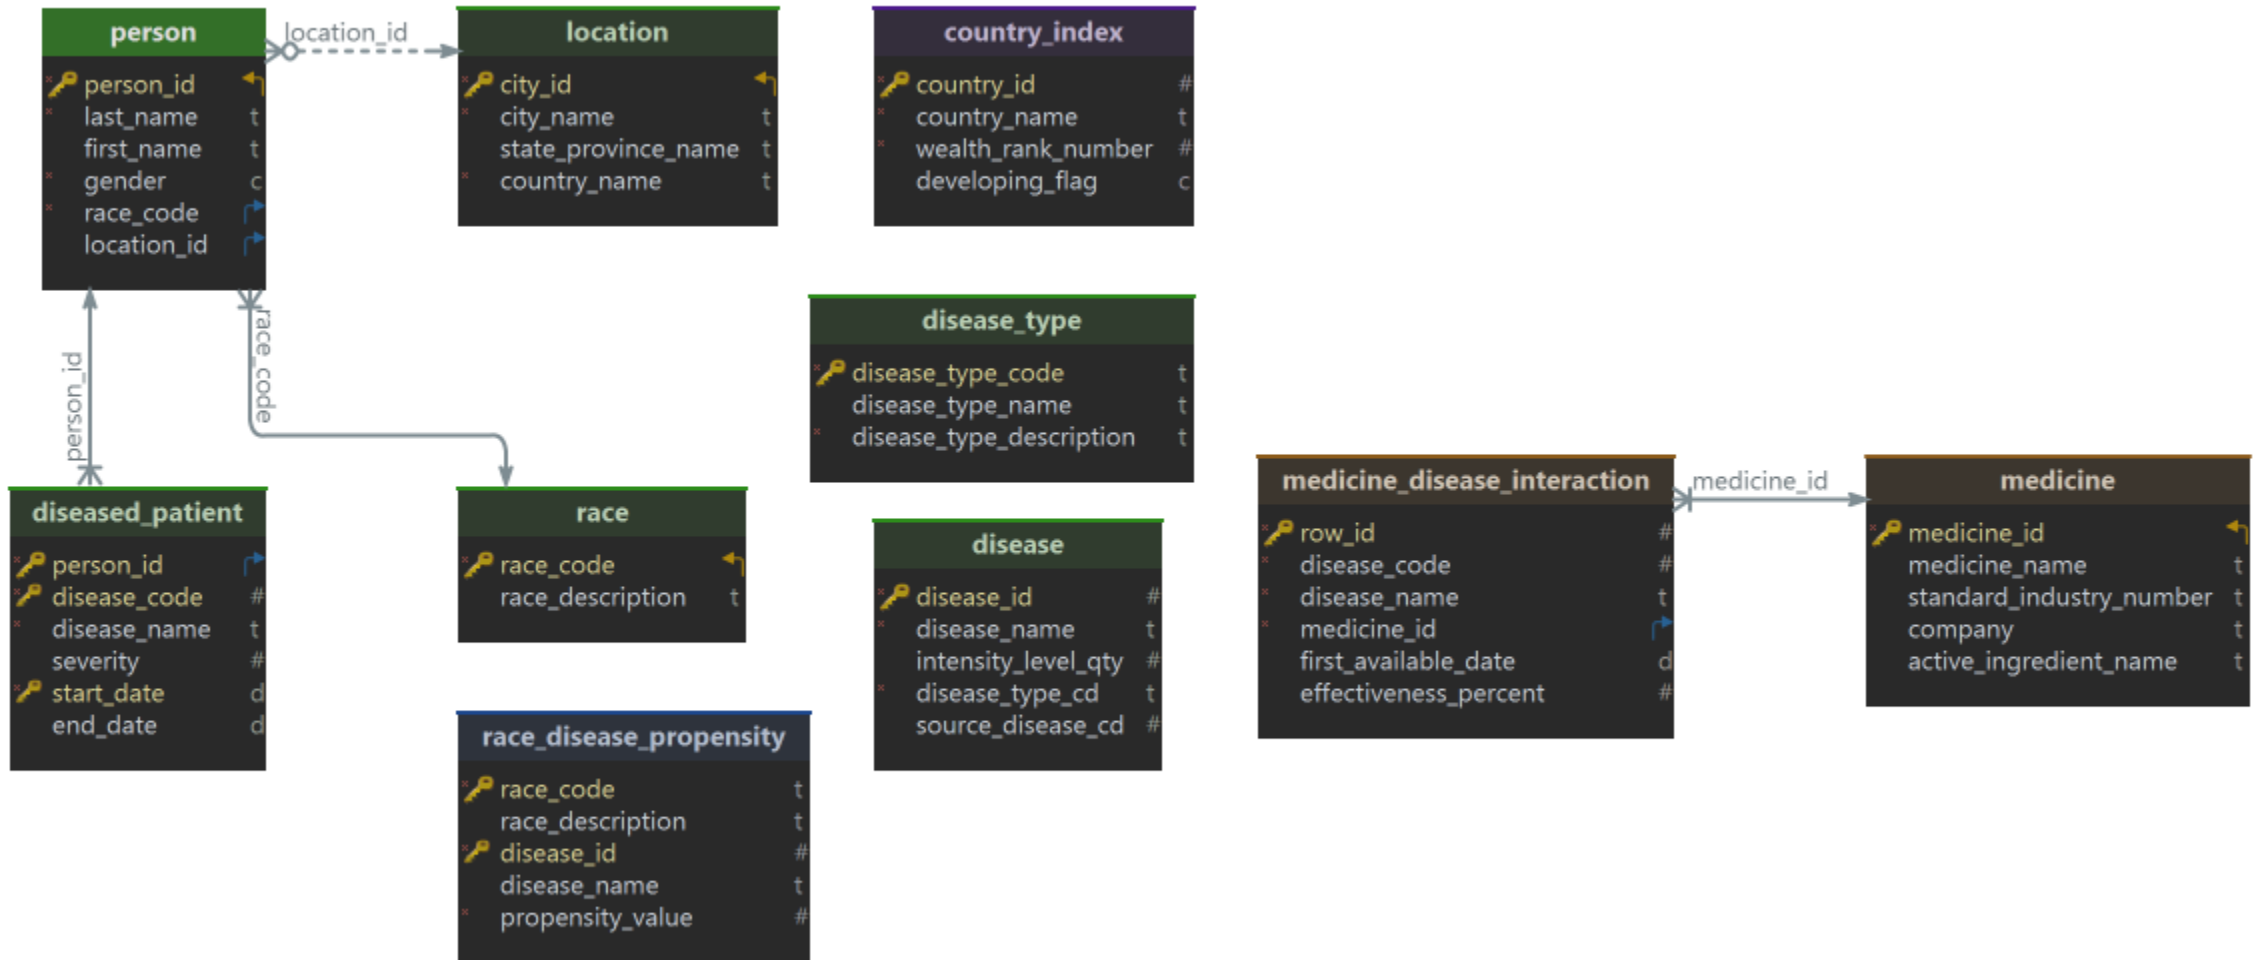 person
person_id
last_name t
first_name t
gender c
race_code
location_id
location_id
location
city_id
city_name t
state_province_name t
country_name t
country_index
country_id #
country_name t
wealth_rank_number #
developing_flag c
person_id
race_code
disease_type
disease_type_code t
disease_type_name t
disease_type_description t
diseased_patient
person_id
disease_code #
disease_name t
severity #
start_date d
end_date d
race
race_code
race_description t
disease
disease_id #
disease_name t
intensity_level_qty #
disease_type_cd t
source_disease_cd #
medicine_disease_interaction
row_id #
disease_code #
disease_name t
medicine_id
first_available_date d
effectiveness_percent #
medicine_id
medicine
medicine_id
medicine_name t
standard_industry_number t
company t
active_ingredient_name t
race_disease_propensity
race_code t
race_description t
disease_id #
disease_name t
propensity_value #